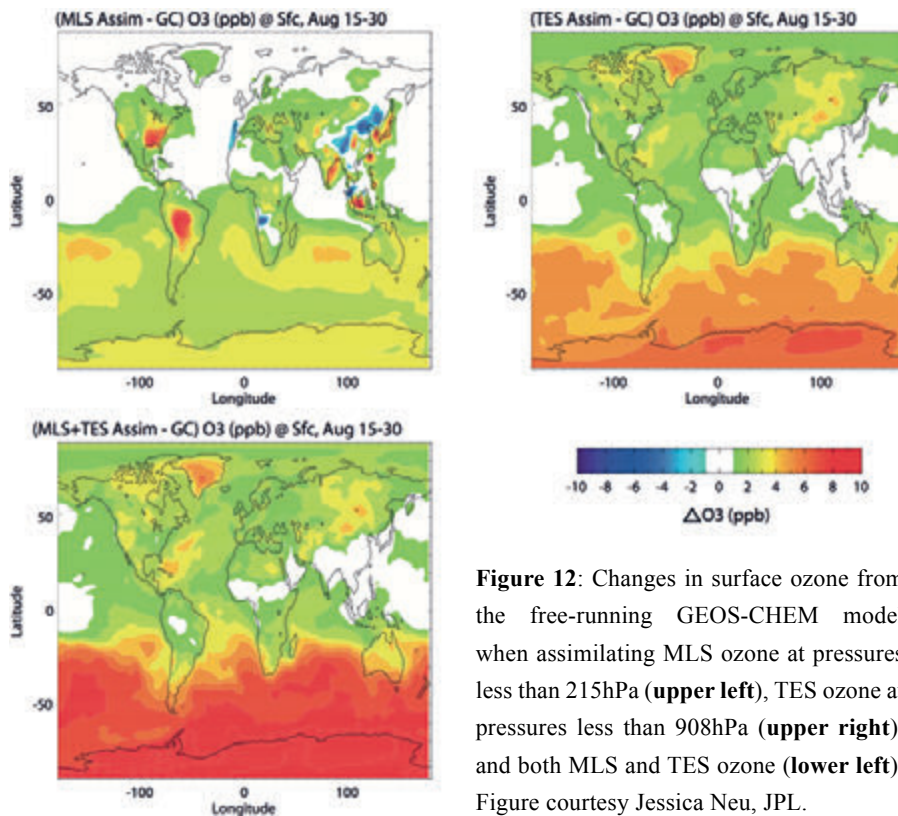 (MLS Assim - GC) O3 (ppb) @ Sfc, Aug 15-30
50
0
-50
Latitude
-100 0 100
Longitude
(TES Assim - GC) O3 (ppb) @ Sfc, Aug 15-30
50
0
-50
Latitude
-100 0 100
Longitude
(MLS+TES Assim - GC) O3 (ppb) @ Sfc, Aug 15-30
50
0
-50
Latitude
-100 0 100
Longitude
-10 -8 -6 -4 -2 0 2 4 6 8 10
△O3 (ppb)
Figure 12: Changes in surface ozone from
the free-running GEOS-CHEM mode
when assimilating MLS ozone at pressures
less than 215hPa (upper left), TES ozone a
pressures less than 908hPa (upper right)
and both MLS and TES ozone (lower left)
Figure courtesy Jessica Neu, JPL.